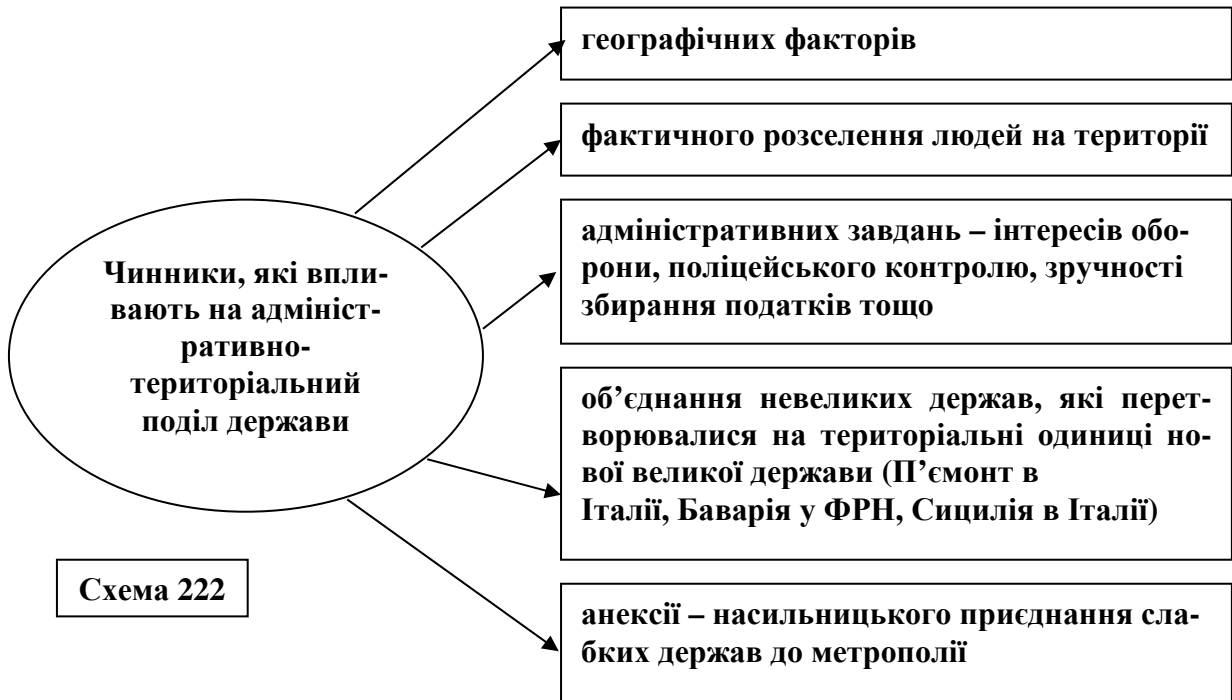 географічних факторів
фактичного розселення людей на території
адміністративних завдань – інтересів обо-
рони, поліцейського контролю, зручності
збирання податків тощо
Чинники, які впли-
вають на адмініст-
ративно-
територіальний
поділ держави
об’єднання невеликих держав, які перет-
ворювалися на територіальні одиниці но-
вої великої держави (П’ємонт в
Італії, Баварія у ФРН, Сицилія в Італії)
Схема 222
анексії – насильницького приєднання сла-
бких держав до метрополії